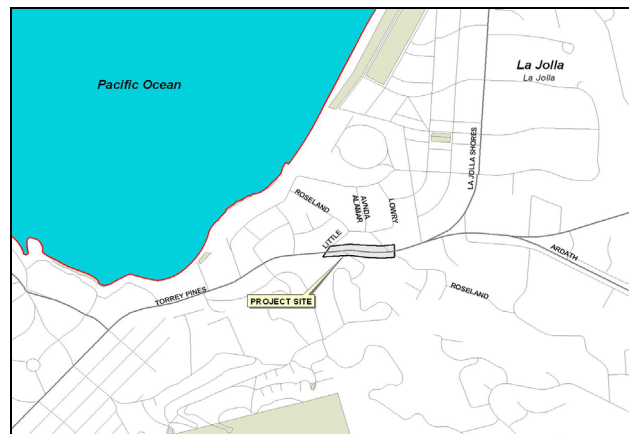 La Jolla
La Jolla
Pacific Ocean
LA JOLLA SHORES
ROSELAND
AVNDA
ALAMAR
LOWRY
LITTLE
ARDATH
ROSELAND
TORREY PINES
PROJECT SITE